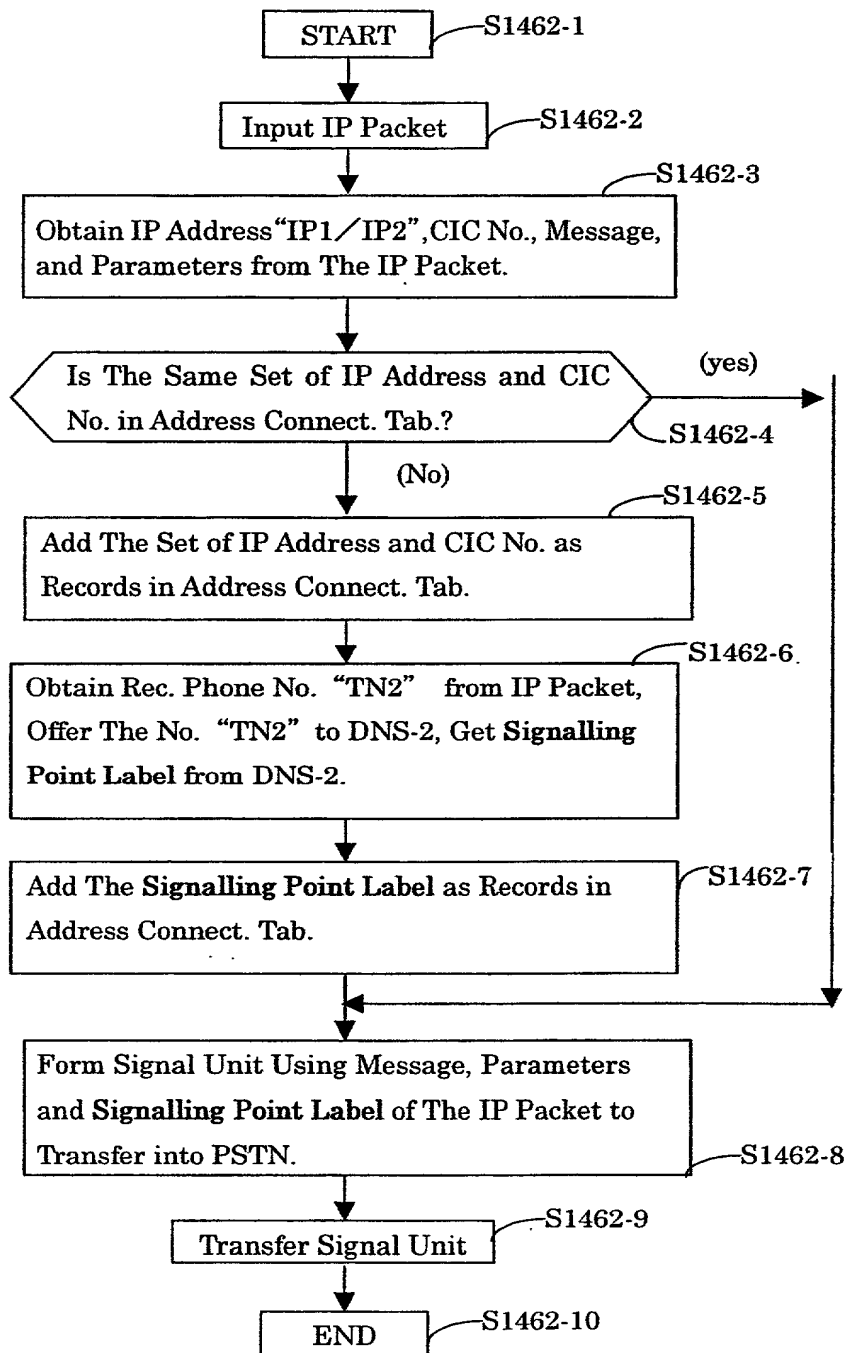 START
S1462-1
Input IP Packet
S1462-2
S1462-3
Obtain IP Address“IP1／IP2”,CIC No., Message,
and Parameters from The IP Packet.
Is The Same Set of IP Address and CIC
No. in Address Connect. Tab.?
(yes)
S1462-4
(No)
S1462-5
Add The Set of IP Address and CIC No. as
Records in Address Connect. Tab.
S1462-6
Obtain Rec. Phone No. “TN2” from IP Packet,
Offer The No. “TN2” to DNS-2, Get Signalling
Point Label from DNS-2.
Add The Signalling Point Label as Records in
Address Connect. Tab.
S1462-7
Form Signal Unit Using Message, Parameters
and Signalling Point Label of The IP Packet to
Transfer into PSTN.
S1462-8
Transfer Signal Unit
S1462-9
END
S1462-10